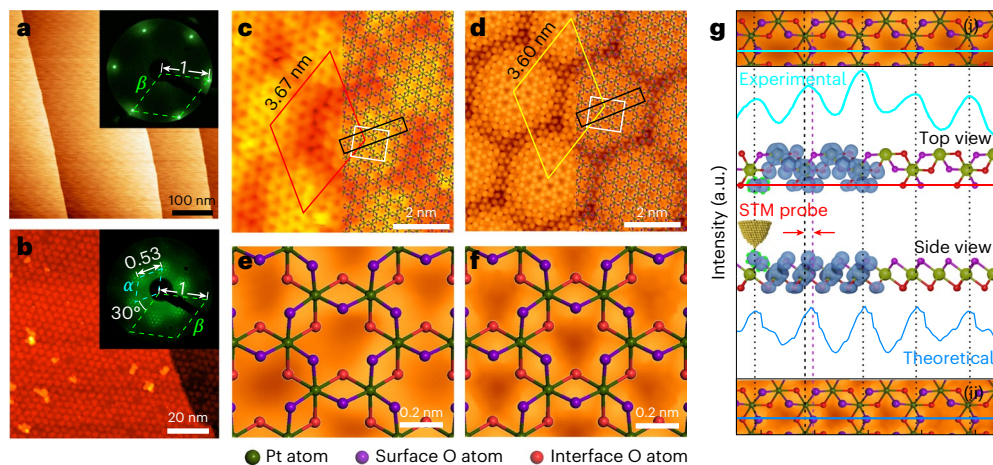 a
1
β
100 nm
b
0.53
α
1
30°
β
20 nm
c
3.67 nm
2 nm
d
3.60 nm
2 nm
e
0.2 nm
f
0.2 nm
Pt atom
Surface O atom
Interface O atom
g
Intensity (a.u.)
(i)
Experimental
Top view
STM probe
Side view
Theoretical
(ii)